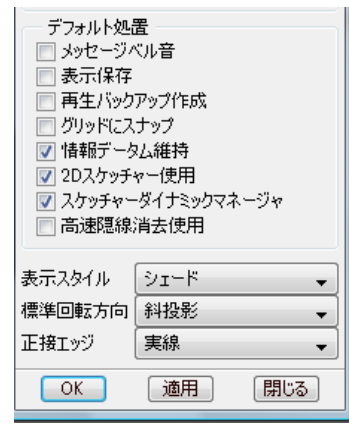 デフォルト処置
メッセージベル音
表示保存
再生バックアップ作成
グリッドにスナップ
情報データム維持
2Dスケッチャー使用
スケッチャーダイナミックマネージャ
高速隠線消去使用
表示スタイル シェード
標準回転方向 斜投影
正接エッジ 実線
OK 適用 閉じる